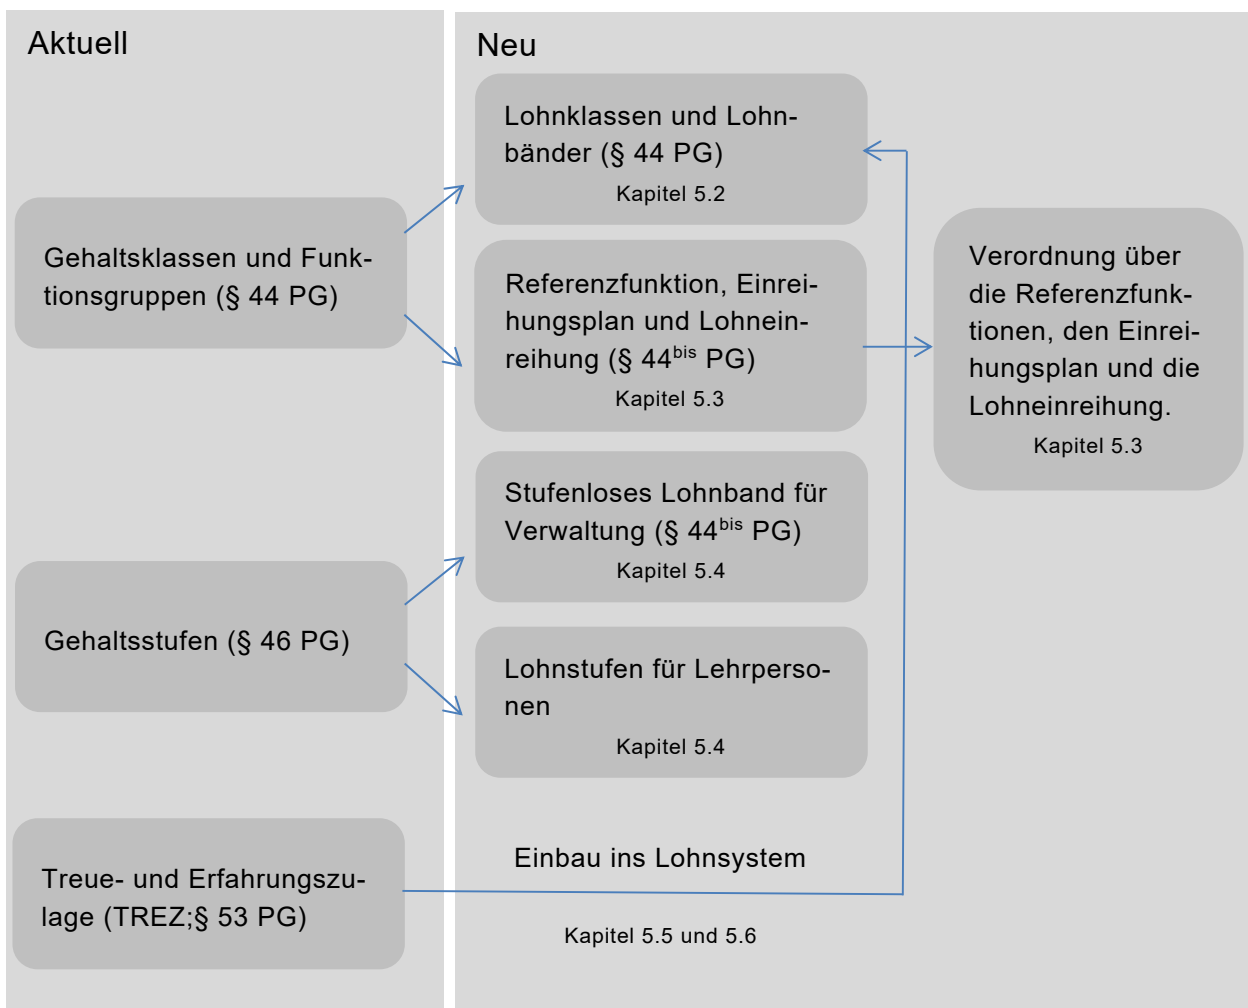 Aktuell
Gehaltsklassen und Funk-
tionsgruppen (§ 44 PG)
Gehaltsstufen (§ 46 PG)
Treue- und Erfahrungszu-
lage (TREZ;§ 53 PG)
Neu
Lohnklassen und Lohn-
bänder (§ 44 PG)
Kapitel 5.2
Referenzfunktion, Einrei-
hungsplan und Lohnein-
reihung (§ 44bis PG)
Kapitel 5.3
Stufenloses Lohnband für
Verwaltung (§ 44bis PG)
Kapitel 5.4
Lohnstufen für Lehrperso-
nen
Kapitel 5.4
Einbau ins Lohnsystem
Kapitel 5.5 und 5.6
Verordnung über
die Referenzfunk-
tionen, den Einrei-
hungsplan und die
Lohneinreihung.
Kapitel 5.3